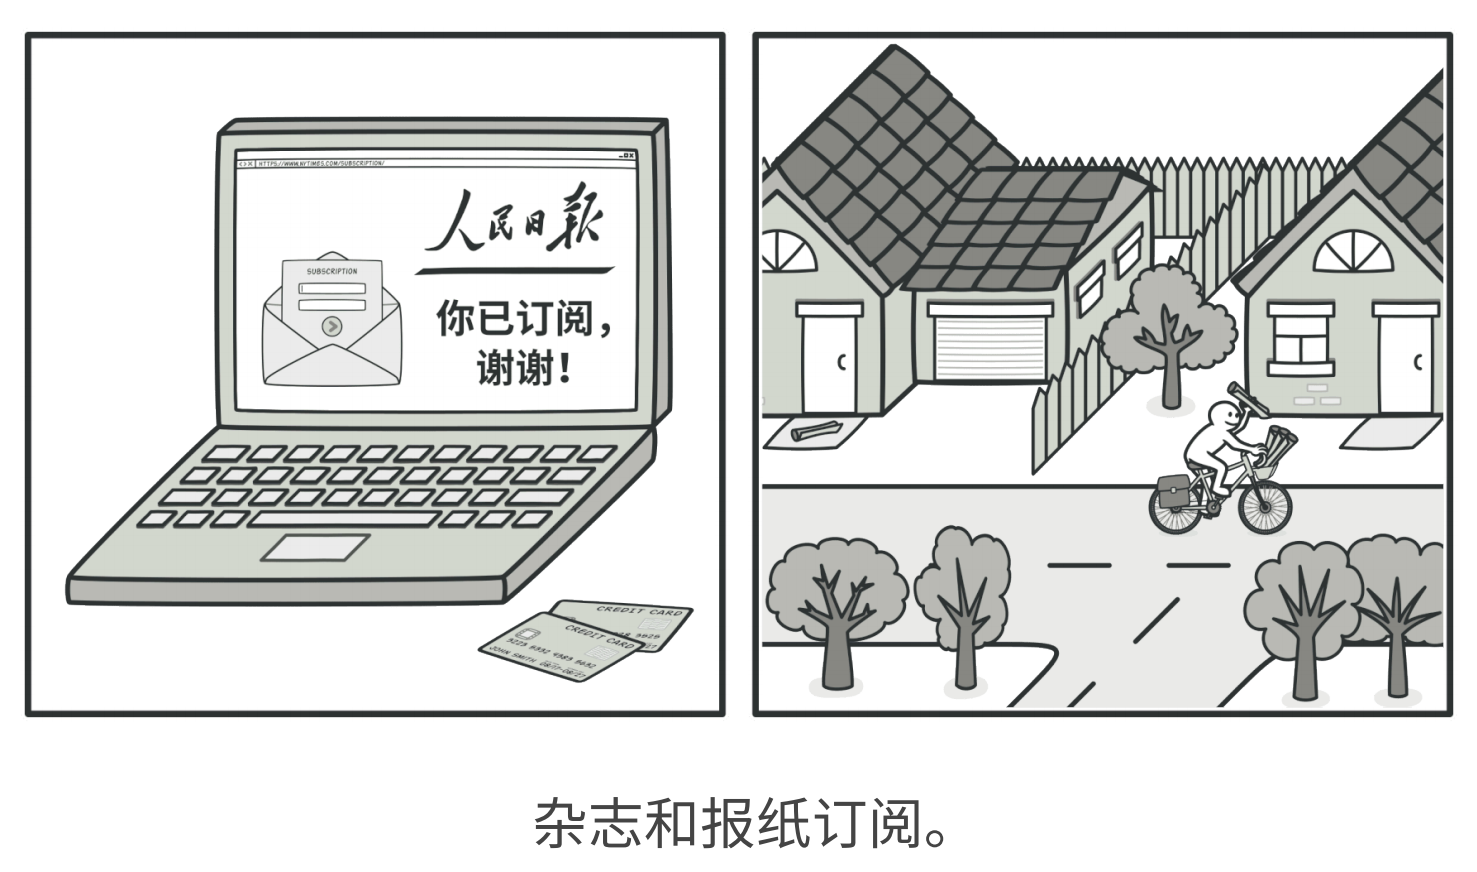 HTTPS://WWW.NYTIMES.COM/SUBSCRIPTION/
人民日报
SUBSCRIPTION
你已订阅，
谢谢！
CREDIT CARD
CREDIT CARD
JOHN SMITH
杂志和报纸订阅。